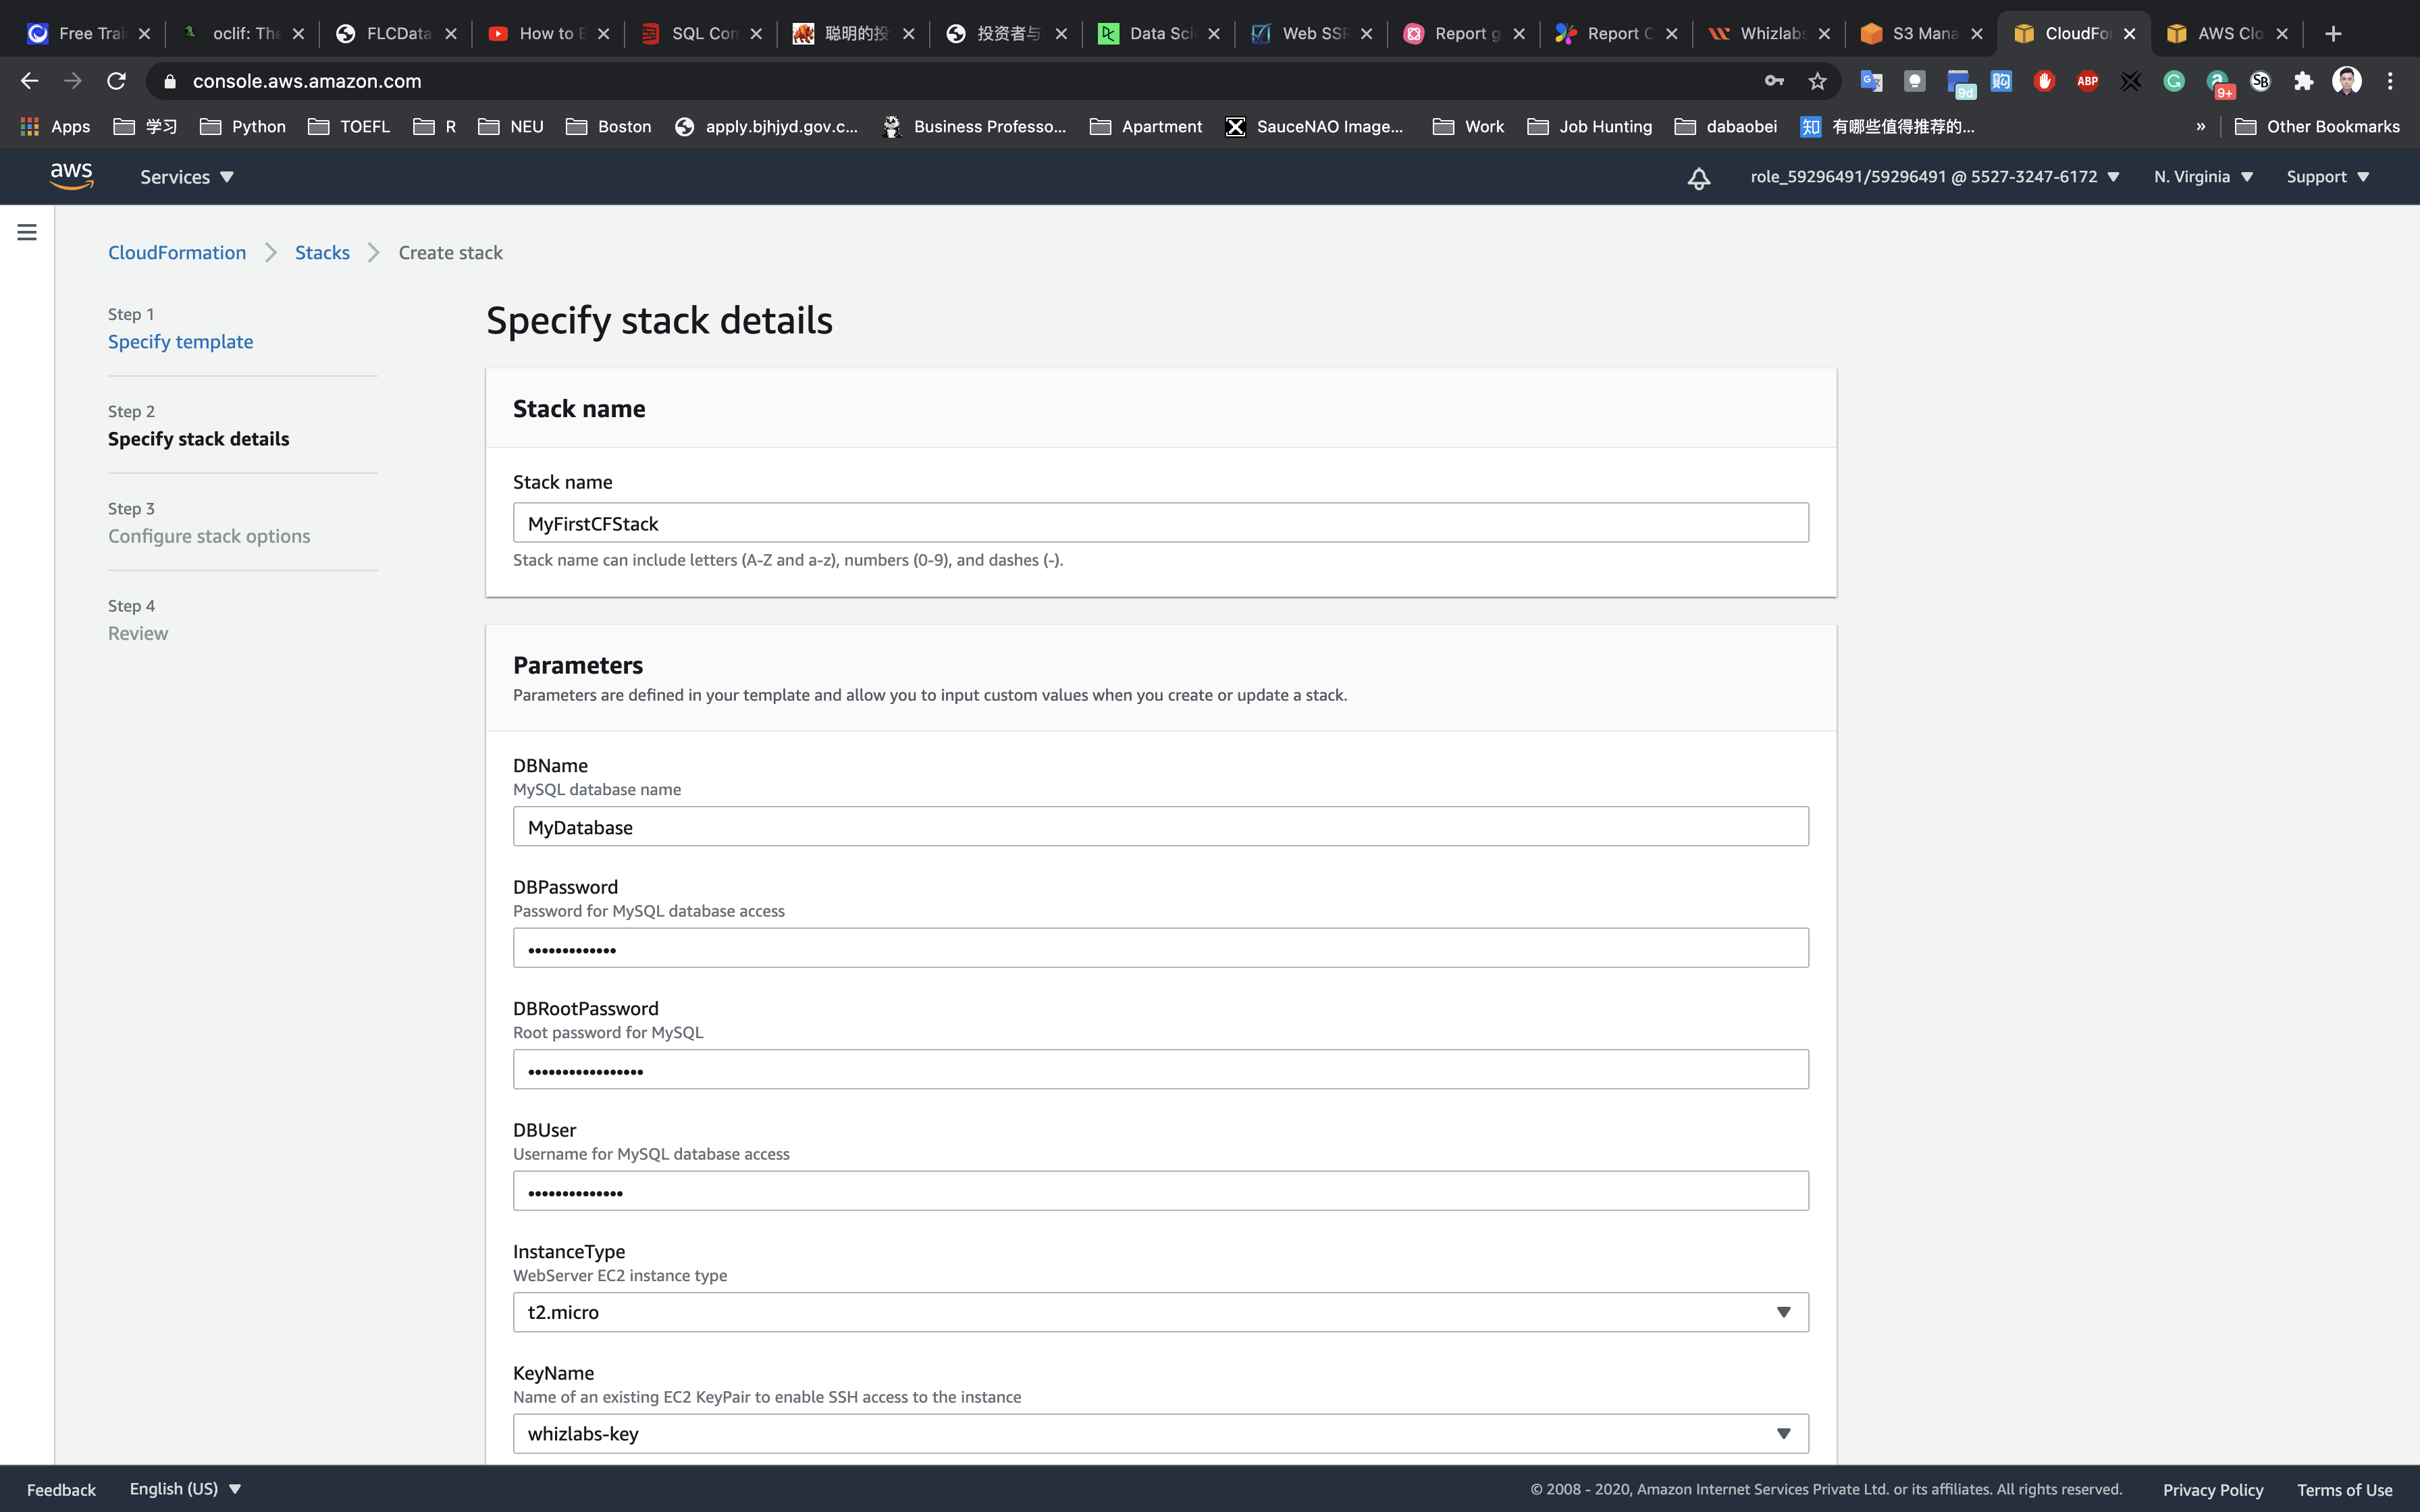 Free Trai
oclif: The
FLCData
How to B
SQL Com
聪明的投
投资者与
Data Sci
Web SSR
Report g
Report C
Whizlabs
S3 Mana
CloudFor
AWS Clo
console.aws.amazon.com
9d
购
ABP
9+
SB
Apps
学习
Python
TOEFL
R
NEU
Boston
apply.bjhjyd.gov.c...
Business Professo...
Apartment
SauceNAO Image...
Work
Job Hunting
dabaobei
知 有哪些值得推荐的...
»
Other Bookmarks
aws
Services
role_59296491/59296491 @ 5527-3247-6172
N. Virginia
Support
CloudFormation
Stacks
Create stack
Step 1
Specify template
Step 2
Specify stack details
Step 3
Configure stack options
Step 4
Review
Specify stack details
Stack name
Stack name
MyFirstCFStack
Stack name can include letters (A-Z and a-z), numbers (0-9), and dashes (-).
Parameters
Parameters are defined in your template and allow you to input custom values when you create or update a stack.
DBName
MySQL database name
MyDatabase
DBPassword
Password for MySQL database access
•••••••••••••
DBRootPassword
Root password for MySQL
•••••••••••••••••
DBUser
Username for MySQL database access
••••••••••••••
InstanceType
WebServer EC2 instance type
t2.micro
KeyName
Name of an existing EC2 KeyPair to enable SSH access to the instance
whizlabs-key
Feedback
English (US)
© 2008 - 2020, Amazon Internet Services Private Ltd. or its affiliates. All rights reserved.
Privacy Policy
Terms of Use